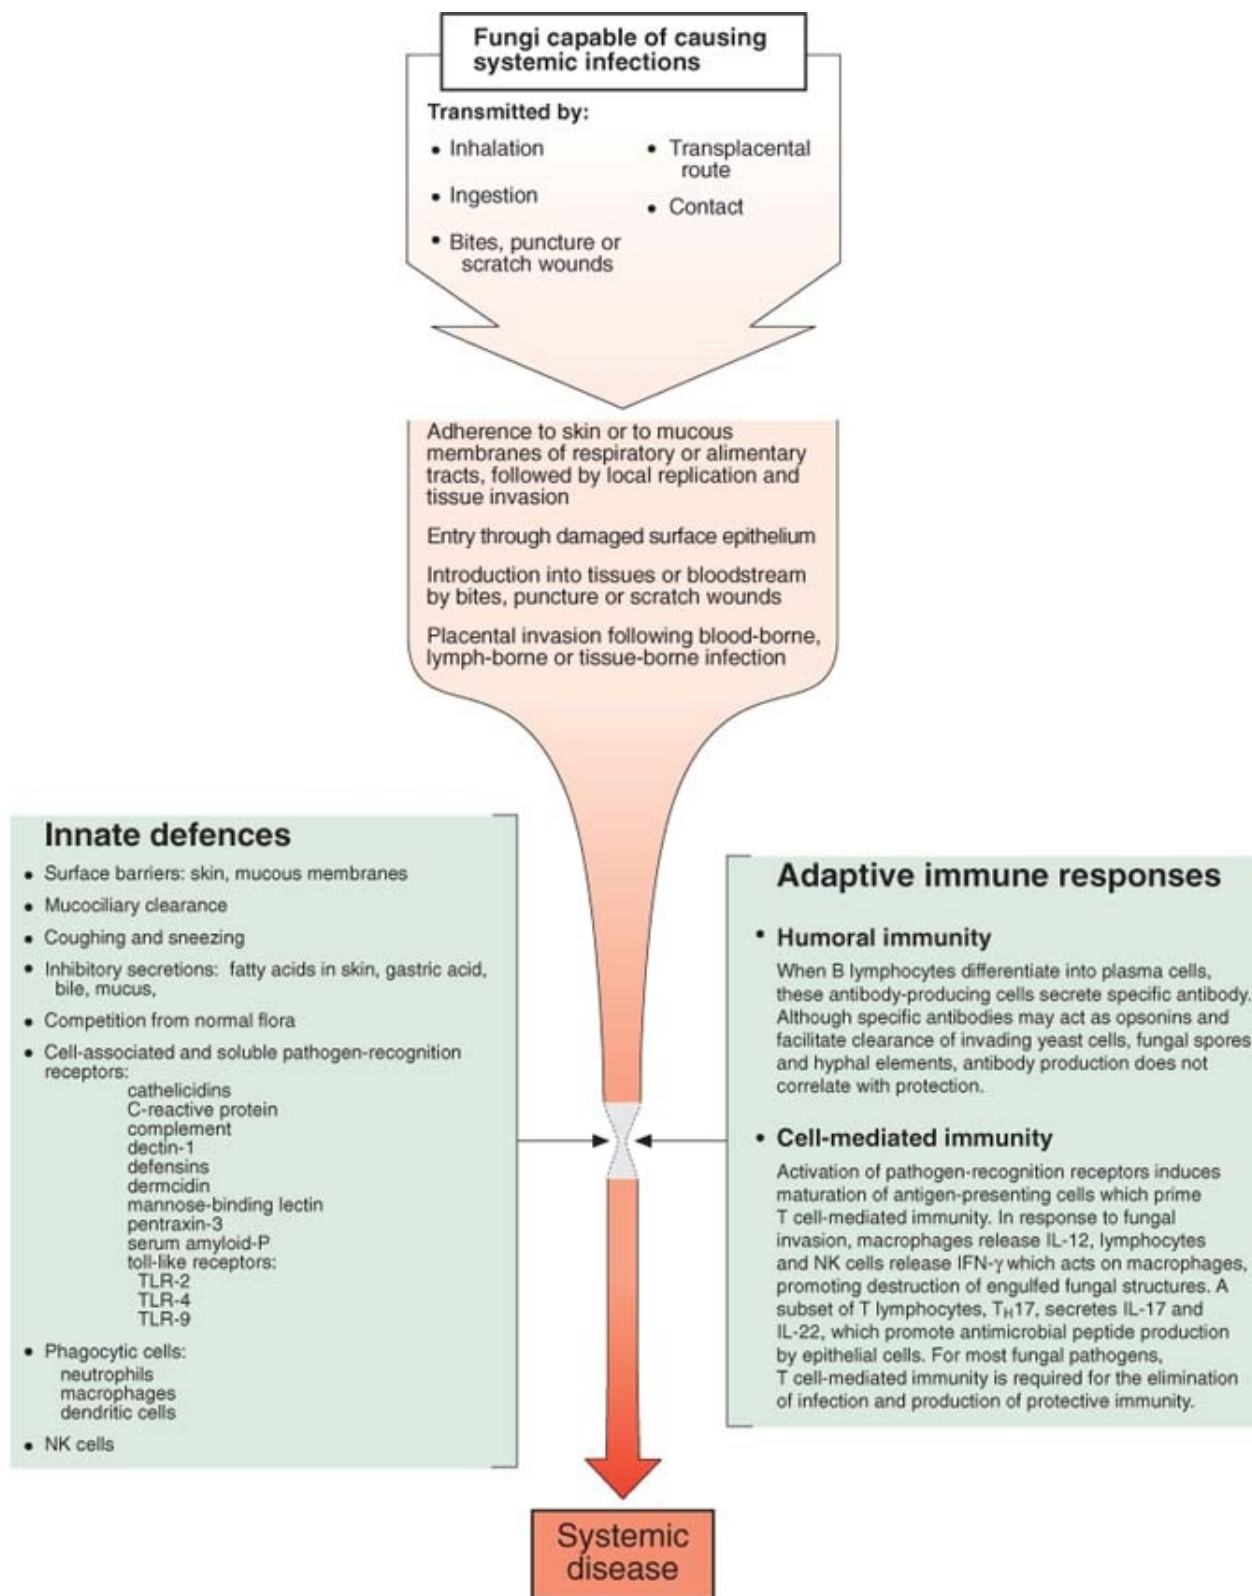 Fungi capable of causing
systemic infections
Transmitted by:
• Inhalation
• Ingestion
• Bites, puncture or
scratch wounds
• Transplacental
route
• Contact
Adherence to skin or to mucous
membranes of respiratory or alimentary
tracts, followed by local replication and
tissue invasion
Entry through damaged surface epithelium
Introduction into tissues or bloodstream
by bites, puncture or scratch wounds
Placental invasion following blood-borne,
lymph-borne or tissue-borne infection
Innate defences
• Surface barriers: skin, mucous membranes
• Mucociliary clearance
• Coughing and sneezing
• Inhibitory secretions: fatty acids in skin, gastric acid,
bile, mucus,
• Competition from normal flora
• Cell-associated and soluble pathogen-recognition
receptors:
cathelicidins
C-reactive protein
complement
dectin-1
defensins
dermcidin
mannose-binding lectin
pentraxin-3
serum amyloid-P
toll-like receptors:
TLR-2
TLR-4
TLR-9
• Phagocytic cells:
neutrophils
macrophages
dendritic cells
• NK cells
Adaptive immune responses
• Humoral immunity
When B lymphocytes differentiate into plasma cells,
these antibody-producing cells secrete specific antibody.
Although specific antibodies may act as opsonins and
facilitate clearance of invading yeast cells, fungal spores
and hyphal elements, antibody production does not
correlate with protection.
• Cell-mediated immunity
Activation of pathogen-recognition receptors induces
maturation of antigen-presenting cells which prime
T cell-mediated immunity. In response to fungal
invasion, macrophages release IL-12, lymphocytes
and NK cells release IFN-γ which acts on macrophages,
promoting destruction of engulfed fungal structures. A
subset of T lymphocytes, TH17, secretes IL-17 and
IL-22, which promote antimicrobial peptide production
by epithelial cells. For most fungal pathogens,
T cell-mediated immunity is required for the elimination
of infection and production of protective immunity.
Systemic
disease